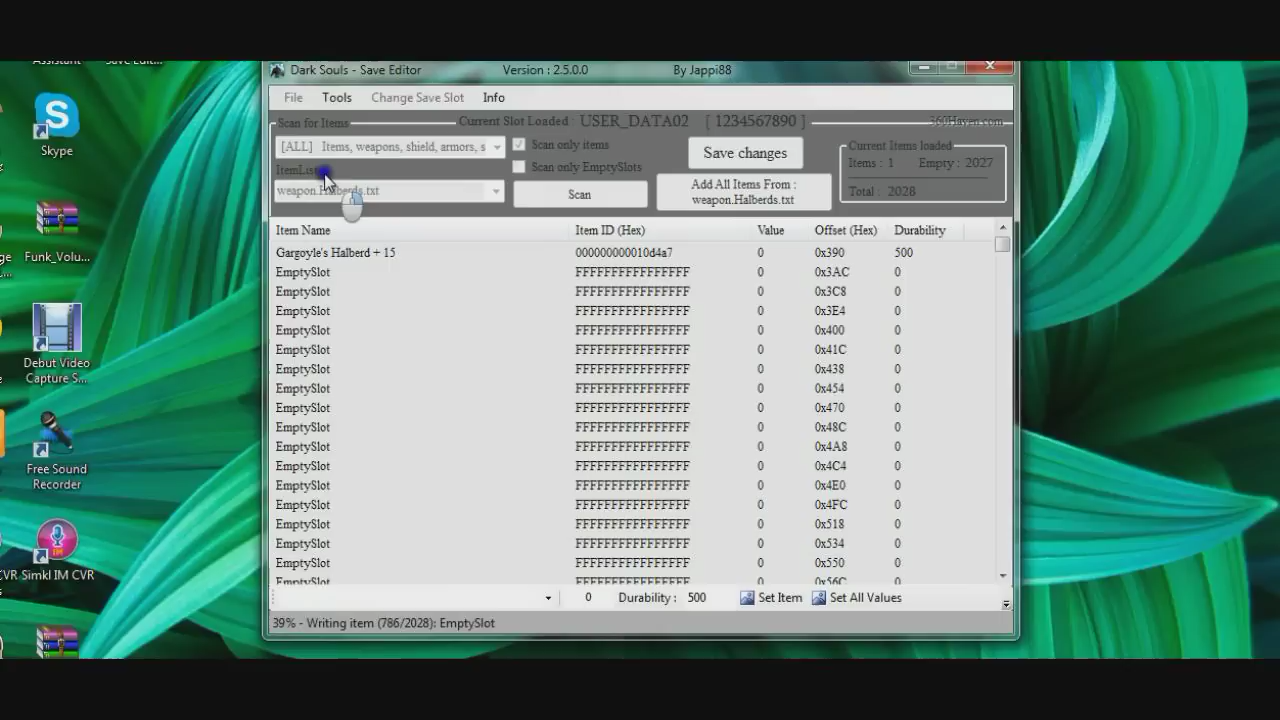 Assistant
Save Edit...
Skype
Funk_Volu...
Debut Video
Capture S...
Free Sound
Recorder
CVR Simkl IM CVR
Dark Souls - Save Editor Version : 2.5.0.0 By Jappi88
File Tools Change Save Slot Info
Scan for Items Current Slot Loaded : USER_DATA02 [ 1234567890 ] 360Haven.com
[ALL] Items, weapons, shield, armors, s
Scan only items
Save changes
Current Items loaded
Items : 1 Empty : 2027
Scan only EmptySlots
weapon.Halberds.txt
Scan
Add All Items From :
weapon.Halberds.txt
Total : 2028
Item Name Item ID (Hex) Value Offset (Hex) Durability
Gargoyle's Halberd + 15 000000000010d4a7 0 0x390 500
EmptySlot FFFFFFFFFFFFFFFF 0 0x3AC 0
EmptySlot FFFFFFFFFFFFFFFF 0 0x3C8 0
EmptySlot FFFFFFFFFFFFFFFF 0 0x3E4 0
EmptySlot FFFFFFFFFFFFFFFF 0 0x400 0
EmptySlot FFFFFFFFFFFFFFFF 0 0x41C 0
EmptySlot FFFFFFFFFFFFFFFF 0 0x438 0
EmptySlot FFFFFFFFFFFFFFFF 0 0x454 0
EmptySlot FFFFFFFFFFFFFFFF 0 0x470 0
EmptySlot FFFFFFFFFFFFFFFF 0 0x48C 0
EmptySlot FFFFFFFFFFFFFFFF 0 0x4A8 0
EmptySlot FFFFFFFFFFFFFFFF 0 0x4C4 0
EmptySlot FFFFFFFFFFFFFFFF 0 0x4E0 0
EmptySlot FFFFFFFFFFFFFFFF 0 0x4FC 0
EmptySlot FFFFFFFFFFFFFFFF 0 0x518 0
EmptySlot FFFFFFFFFFFFFFFF 0 0x534 0
EmptySlot FFFFFFFFFFFFFFFF 0 0x550 0
EmptySlot FFFFFFFFFFFFFFFF 0 0x56C 0
0 Durability : 500 Set Item Set All Values
39% - Writing item (786/2028): EmptySlot